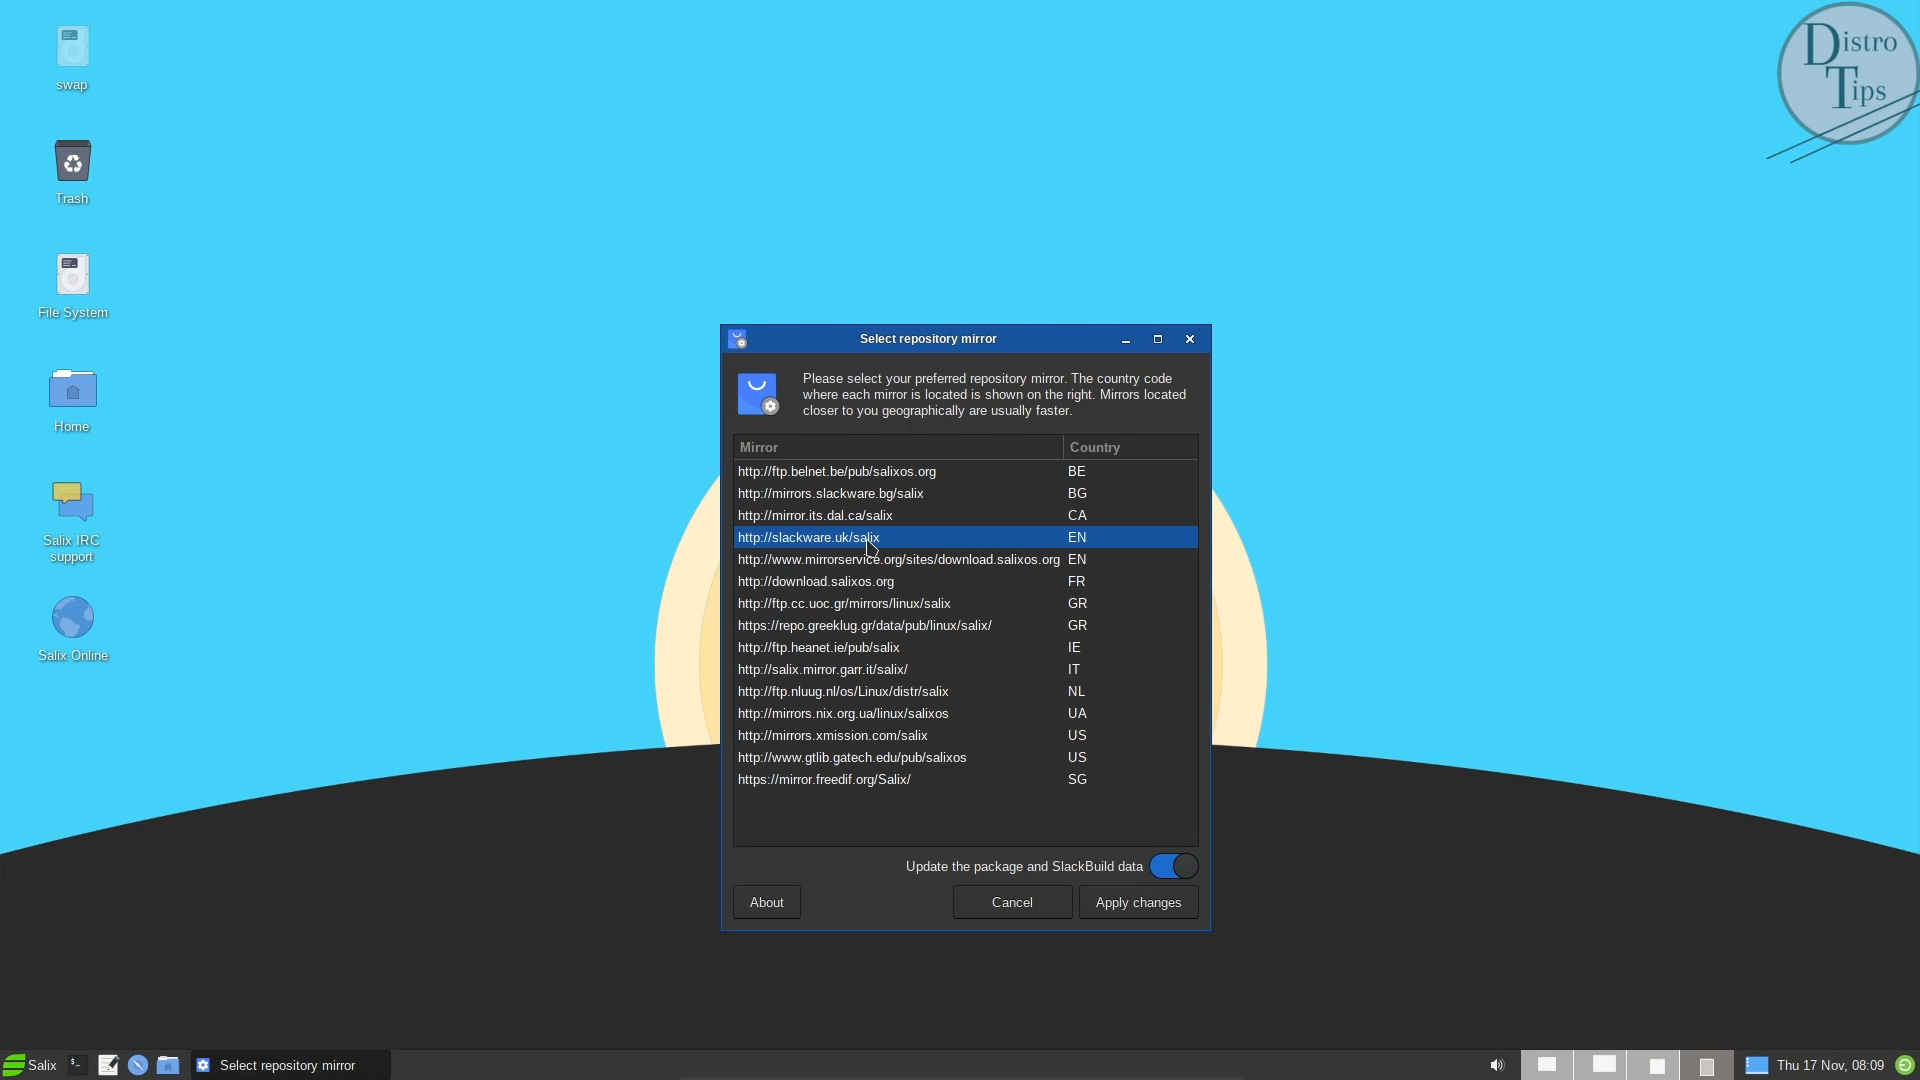 swap
Trash
File System
Home
Salix IRC
support
Salix Online
Distro
Tips
Select repository mirror
Please select your preferred repository mirror. The country code
where each mirror is located is shown on the right. Mirrors located
closer to you geographically are usually faster.
Mirror Country
http://ftp.belnet.be/pub/salixos.org BE
http://mirrors.slackware.bg/salix BG
http://mirror.its.dal.ca/salix CA
http://slackware.uk/salix EN
http://www.mirrorservice.org/sites/download.salixos.org EN
http://download.salixos.org FR
http://ftp.cc.uoc.gr/mirrors/linux/salix GR
https://repo.greeklug.gr/data/pub/linux/salix/ GR
http://ftp.heanet.ie/pub/salix IE
http://salix.mirror.garr.it/salix/ IT
http://ftp.nluug.nl/os/Linux/distr/salix NL
http://mirrors.nix.org.ua/linux/salixos UA
http://mirrors.xmission.com/salix US
http://www.gtlib.gatech.edu/pub/salixos US
https://mirror.freedif.org/Salix/ SG
Update the package and SlackBuild data
About Cancel Apply changes
Salix Select repository mirror Thu 17 Nov, 08:09